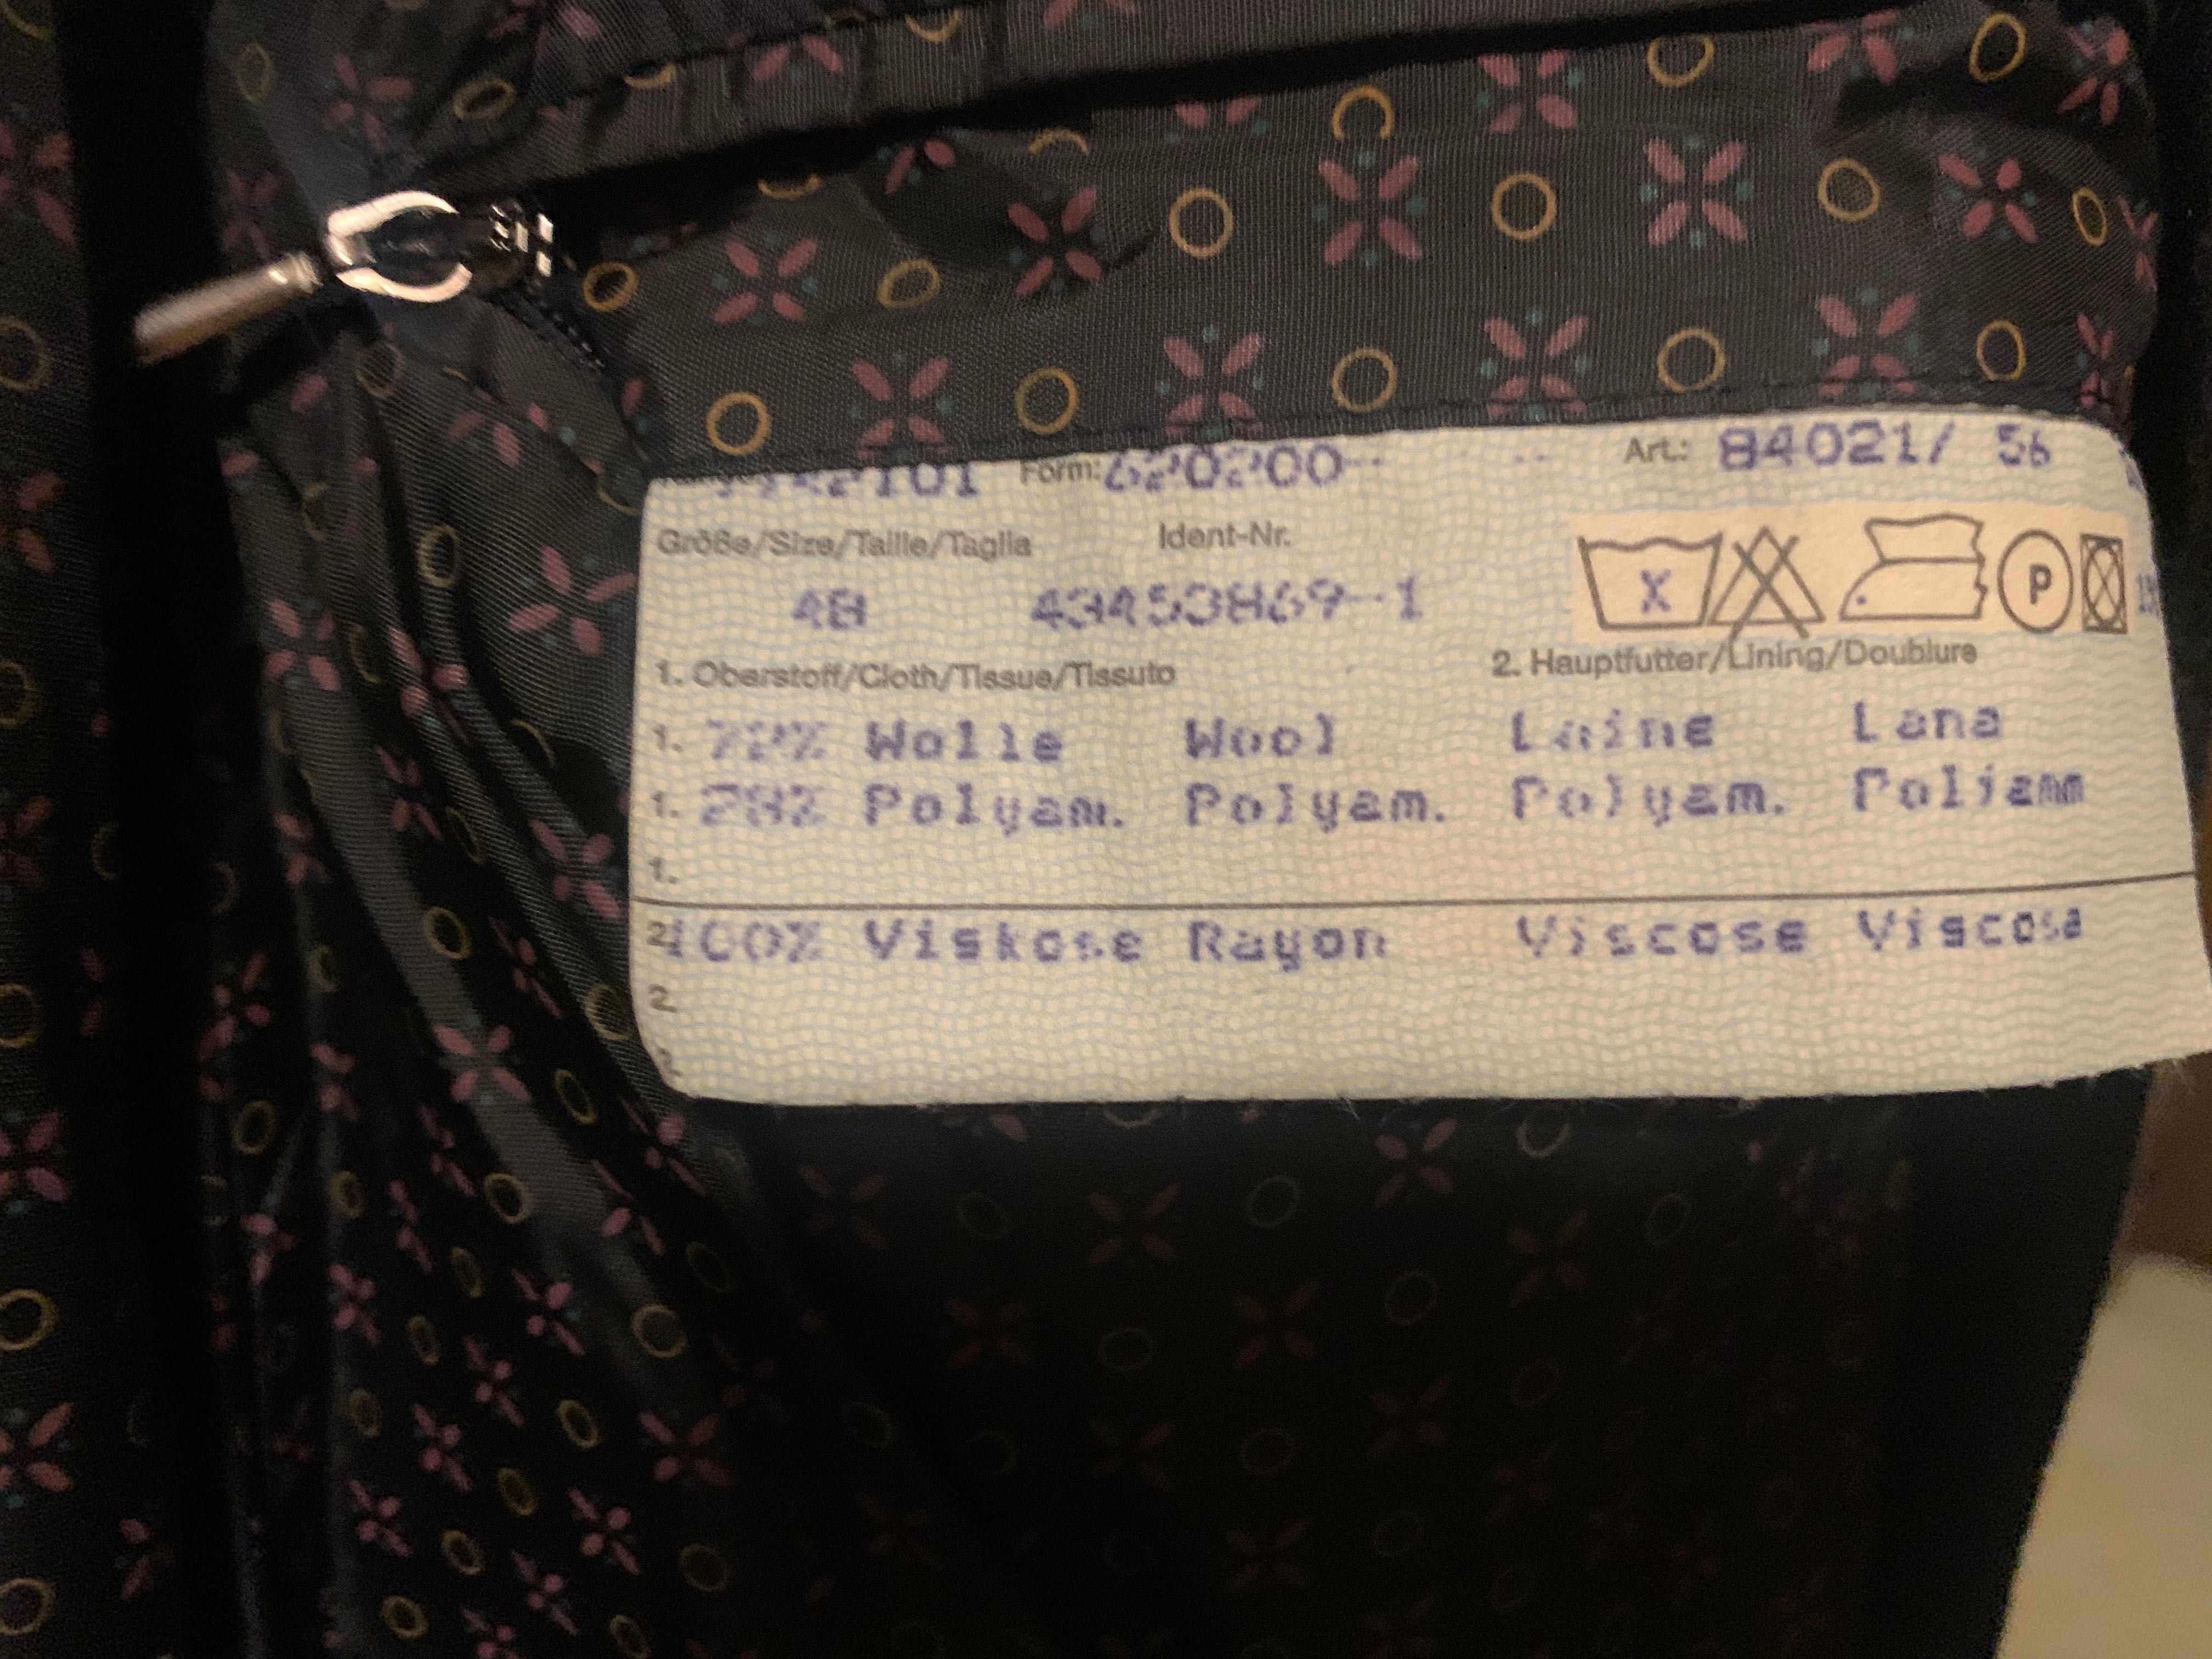 Form: 620200-- -- Art.: 84021/ 56
Größe/Size/Taille/Taglia Ident-Nr.
48 43453869-1 X P
1. Oberstoff/Cloth/Tissue/Tissuto 2. Hauptfutter/Lining/Doublure
1. 72% Wolle Wool Laine Lana
1. 28% Polyam. Polyam. Polyam. Poliamm
1.
2. 100% Viskose Rayon Viscose Viscosa
2.